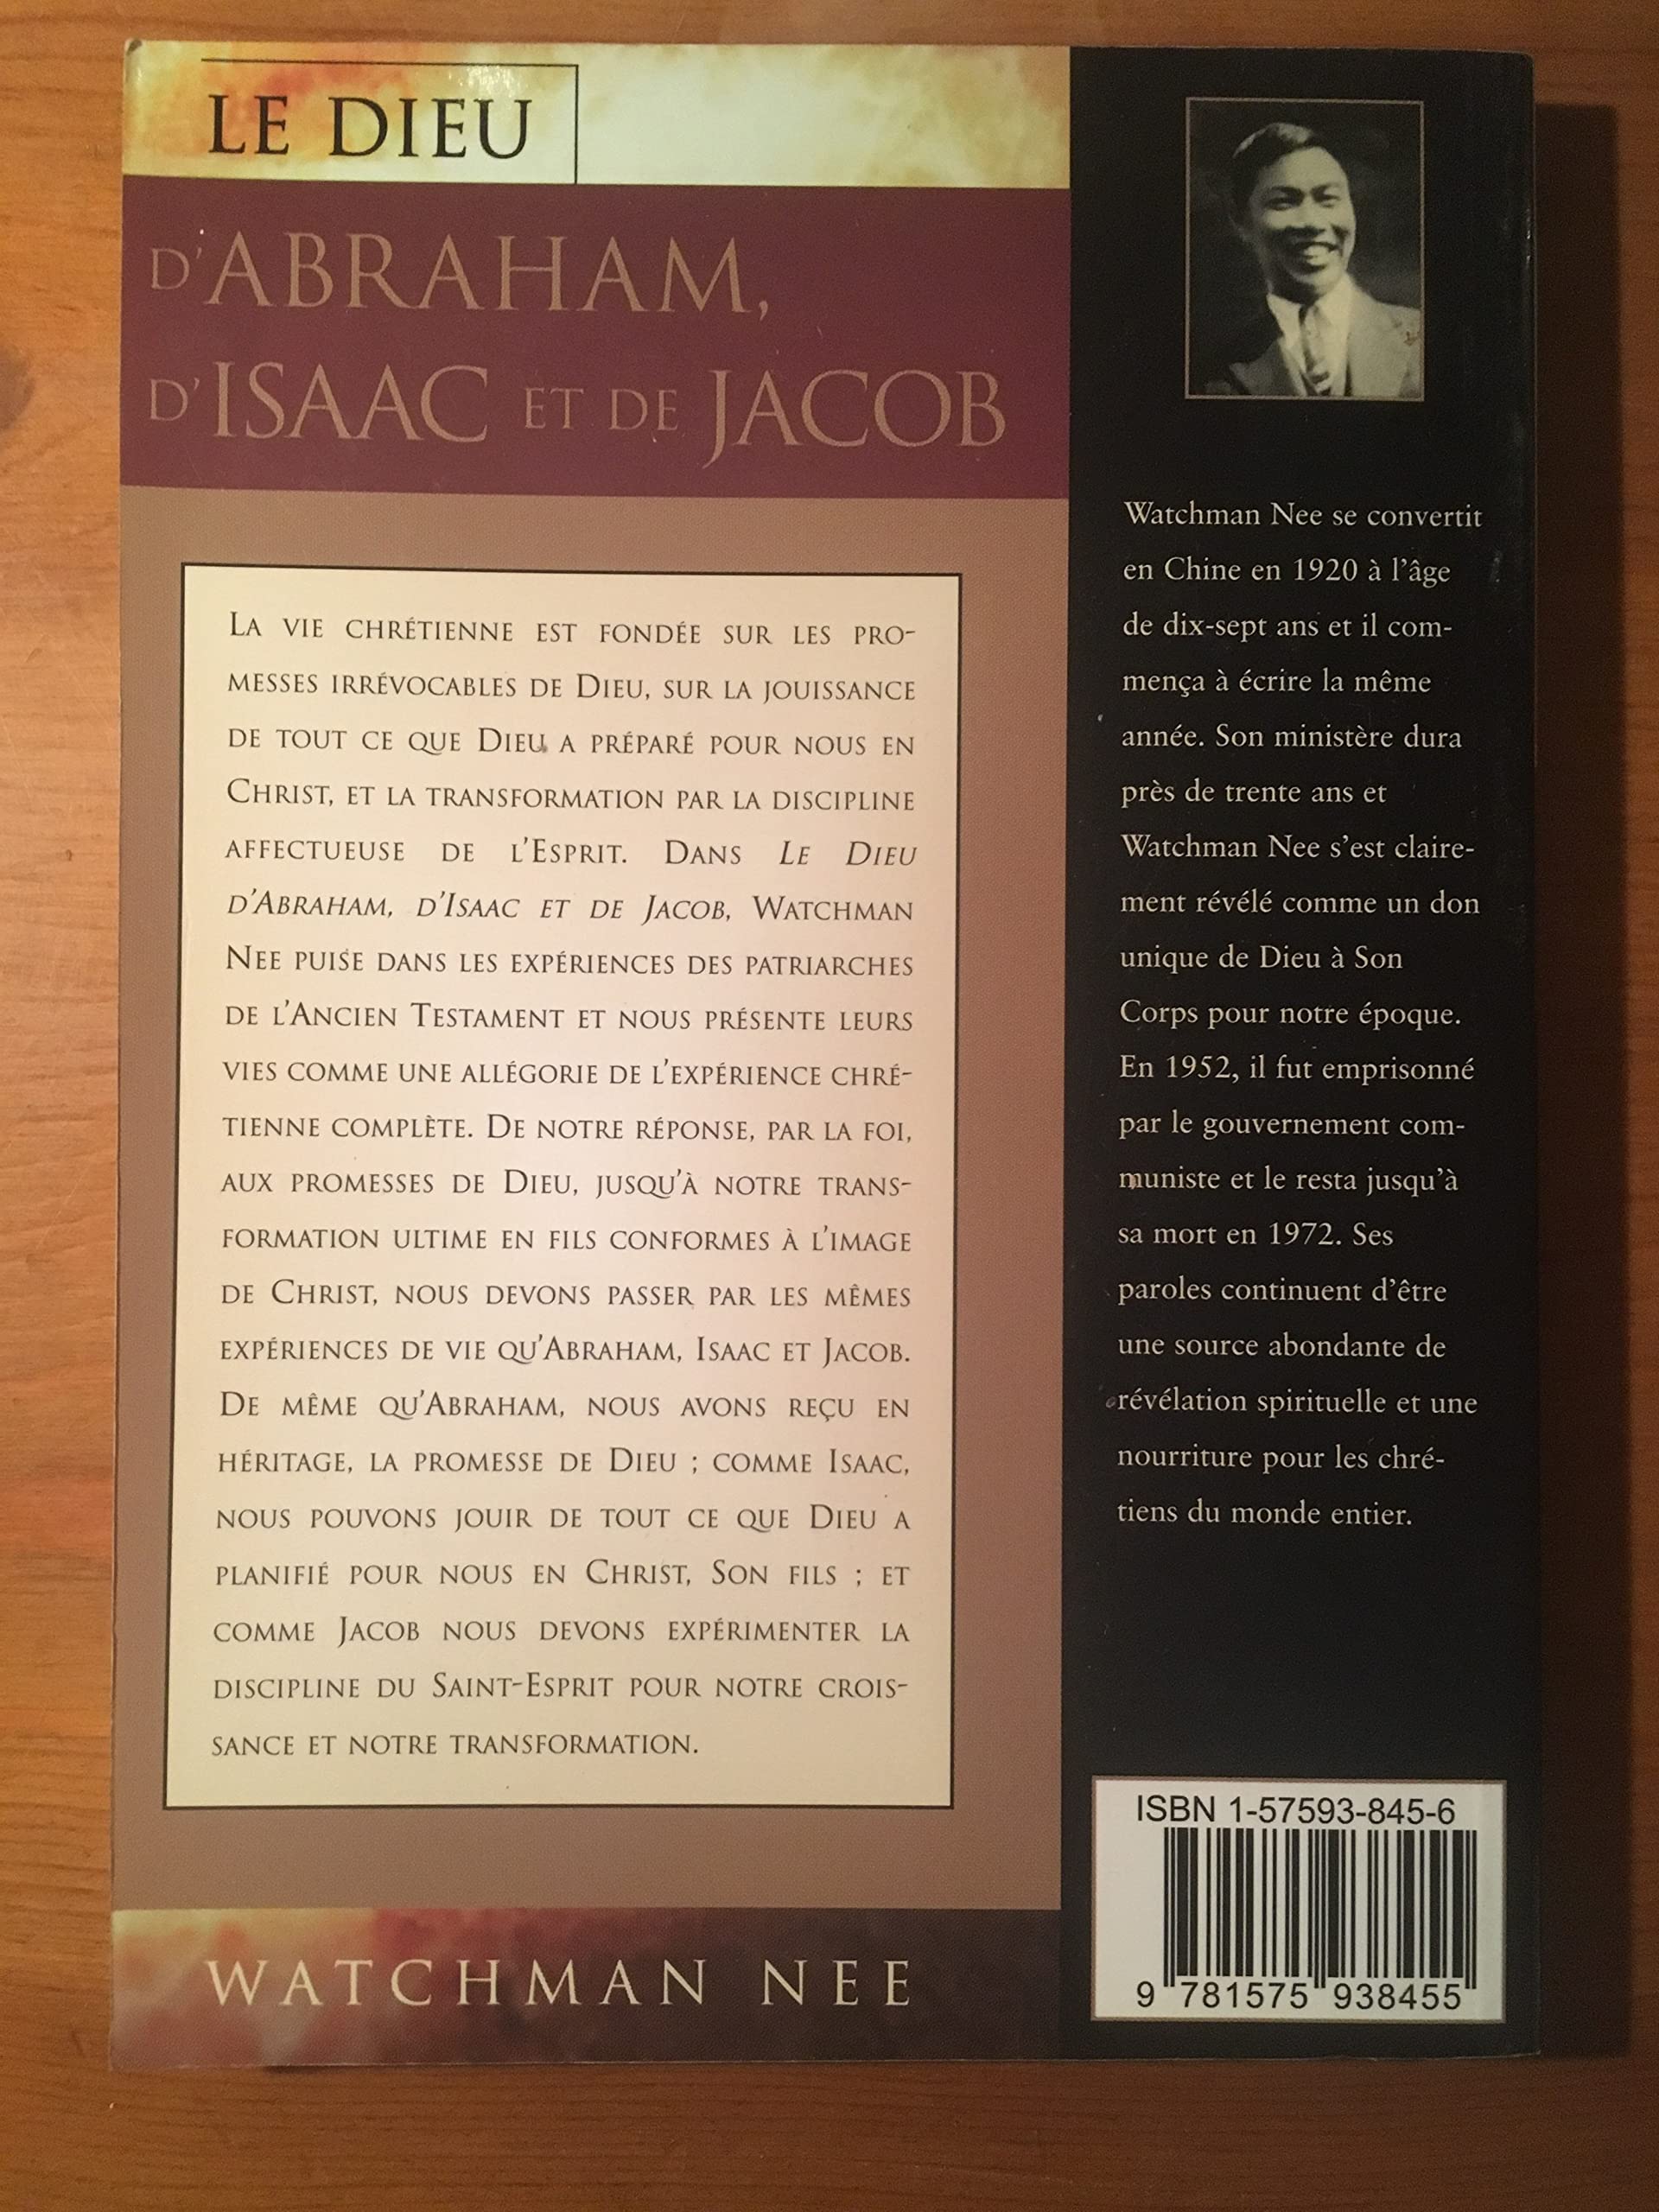 LE DIEU
D'ABRAHAM,
D'ISAAC ET DE JACOB
LA VIE CHRÉTIENNE EST FONDÉE SUR LES PRO-
MESSES IRRÉVOCABLES DE DIEU, SUR LA JOUISSANCE
DE TOUT CE QUE DIEU A PRÉPARÉ POUR NOUS EN
CHRIST, ET LA TRANSFORMATION PAR LA DISCIPLINE
AFFECTUEUSE DE L'ESPRIT. DANS LE DIEU
D'ABRAHAM, D'ISAAC ET DE JACOB, WATCHMAN
NEE PUISE DANS LES EXPÉRIENCES DES PATRIARCHES
DE L'ANCIEN TESTAMENT ET NOUS PRÉSENTE LEURS
VIES COMME UNE ALLÉGORIE DE L'EXPÉRIENCE CHRÉ-
TIENNE COMPLÈTE. DE NOTRE RÉPONSE, PAR LA FOI,
AUX PROMESSES DE DIEU, JUSQU'À NOTRE TRANS-
FORMATION ULTIME EN FILS CONFORMES À L'IMAGE
DE CHRIST, NOUS DEVONS PASSER PAR LES MÊMES
EXPÉRIENCES DE VIE QU'ABRAHAM, ISAAC ET JACOB.
DE MÊME QU'ABRAHAM, NOUS AVONS REÇU EN
HÉRITAGE, LA PROMESSE DE DIEU ; COMME ISAAC,
NOUS POUVONS JOUIR DE TOUT CE QUE DIEU A
PLANIFIÉ POUR NOUS EN CHRIST, SON FILS ; ET
COMME JACOB NOUS DEVONS EXPÉRIMENTER LA
DISCIPLINE DU SAINT-ESPRIT POUR NOTRE CROIS-
SANCE ET NOTRE TRANSFORMATION.
WATCHMAN NEE
Watchman Nee se convertit
en Chine en 1920 à l'âge
de dix-sept ans et il com-
mença à écrire la même
année. Son ministère dura
près de trente ans et
Watchman Nee s'est claire-
ment révélé comme un don
unique de Dieu à Son
Corps pour notre époque.
En 1952, il fut emprisonné
par le gouvernement com-
muniste et le resta jusqu'à
sa mort en 1972. Ses
paroles continuent d'être
une source abondante de
révélation spirituelle et une
nourriture pour les chré-
tiens du monde entier.
ISBN 1-57593-845-6
9 781575 938455